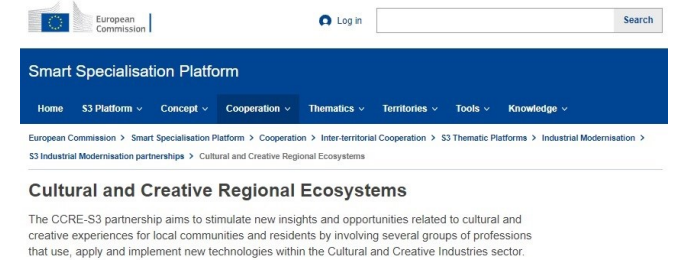 European
Commission
Log in
Search
Smart Specialisation Platform
Home S3 Platform Concept Cooperation Thematics Territories Tools Knowledge
European Commission > Smart Specialisation Platform > Cooperation > Inter-territorial Cooperation > S3 Thematic Platforms > Industrial Modernisation >
S3 Industrial Modernisation partnerships > Cultural and Creative Regional Ecosystems
Cultural and Creative Regional Ecosystems
The CCRE-S3 partnership aims to stimulate new insights and opportunities related to cultural and
creative experiences for local communities and residents by involving several groups of professions
that use, apply and implement new technologies within the Cultural and Creative Industries sector.